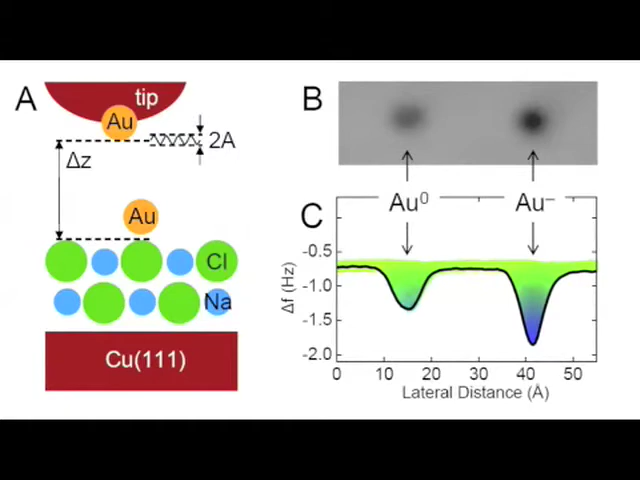 A
tip
Au
2A
Δz
Au
Cl
Na
Cu(111)
B
Au⁰
Au⁻
C
-0.5
-1.0
-1.5
-2.0
Δf (Hz)
0 10 20 30 40 50
Lateral Distance (Å)